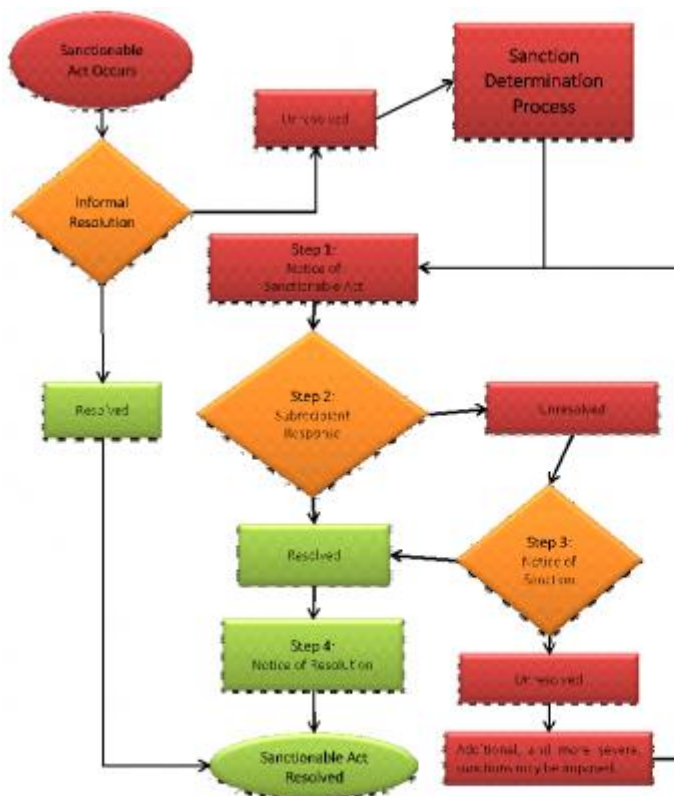 Sanctionable
Act Occurs
Sanction
Determination
Process
Unresolved
Informal
Resolution
Step 1:
Notice of
Sanctionable Act
Step 2:
Subrecipient
Response
Resolved
Unresolved
Resolved
Step 3:
Notice of
Sanction
Step 4:
Notice of Resolution
Unresolved
Sanctionable Act
Resolved
Additional, and more severe,
sanctions may be imposed.